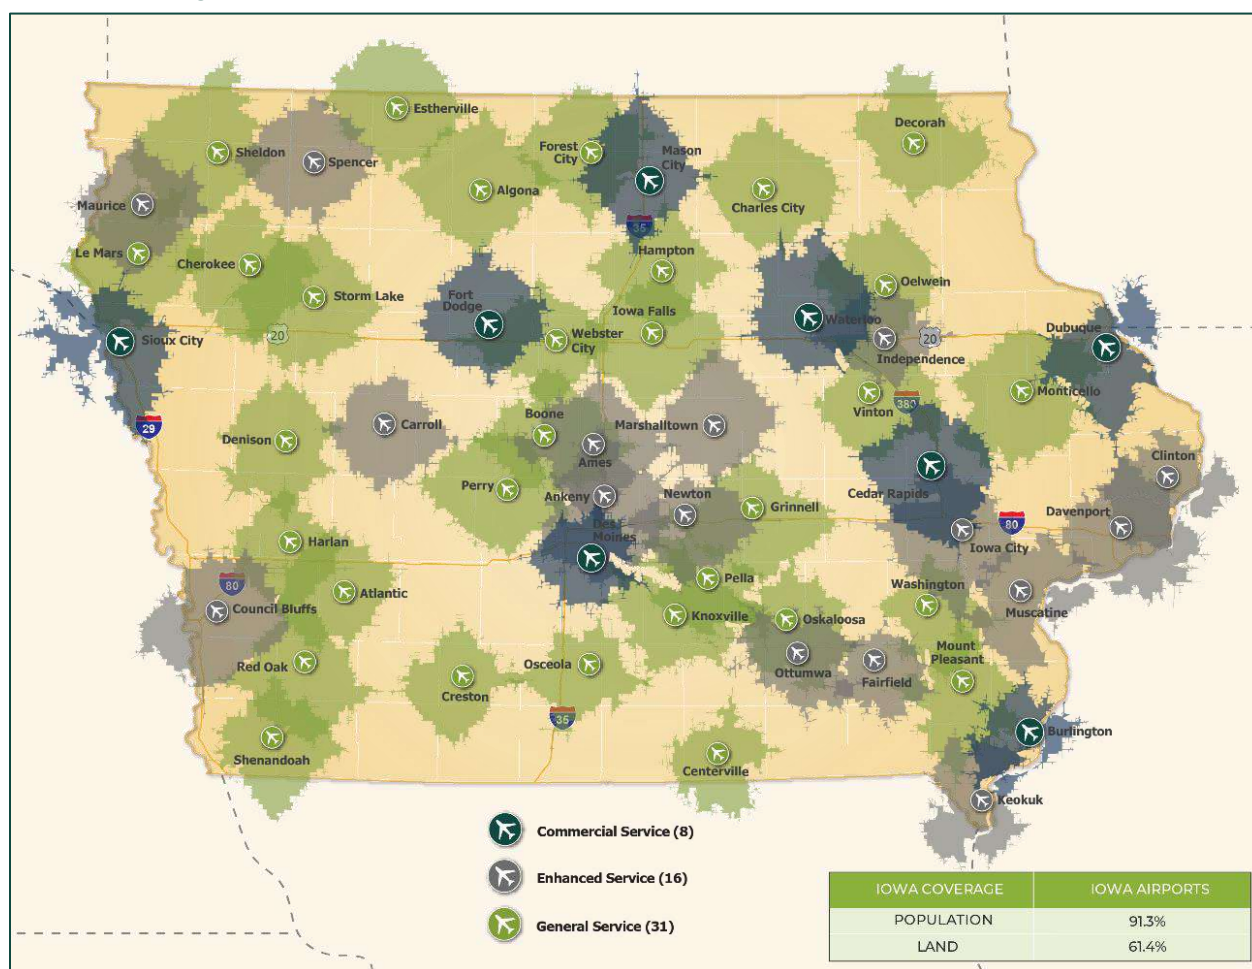 Estherville
Decorah
Sheldon
Spencer
Forest
City
Mason
City
Algona
Maurice
Charles City
35
Le Mars
Cherokee
Hampton
Oelwein
Storm Lake
Fort
Dodge
Iowa Falls
Waterloo
Dubuque
Sioux City
20
Webster
City
20
Independence
Monticello
Vinton
380
29
Denison
Carroll
Boone
Marshalltown
Ames
Clinton
Perry
Ankeny
Newton
Grinnell
Cedar Rapids
Davenport
Des
Moines
80
Iowa City
Harlan
80
Council Bluffs
Atlantic
Pella
Washington
Knoxville
Oskaloosa
Muscatine
Red Oak
Osceola
Mount
Pleasant
Creston
Ottumwa
Fairfield
35
Shenandoah
Centerville
Burlington
Keokuk
Commercial Service (8)
Enhanced Service (16)
General Service (31)
IOWA COVERAGE IOWA AIRPORTS
POPULATION 91.3%
LAND 61.4%